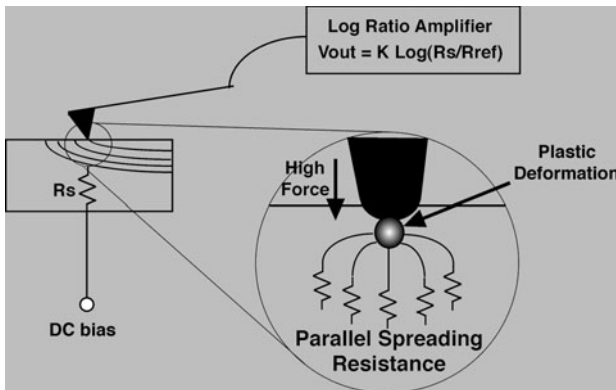 Log Ratio Amplifier
Vout = K Log(Rs/Rref)
Rs
DC bias
High
Force
Plastic
Deformation
Parallel Spreading
Resistance